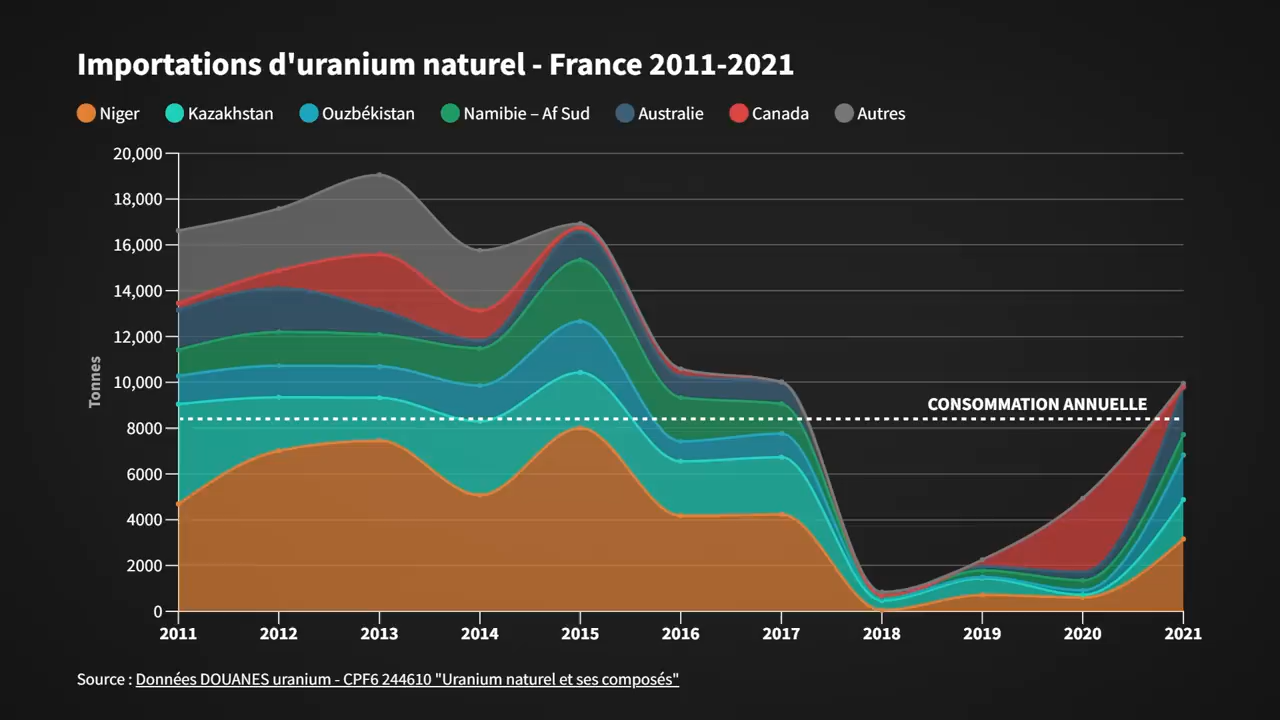 Importations d'uranium naturel - France 2011-2021
Niger Kazakhstan Ouzbékistan Namibie – Af Sud Australie Canada Autres
20,000
18,000
16,000
14,000
12,000
10,000
8000
6000
4000
2000
0
Tonnes
CONSOMMATION ANNUELLE
2011 2012 2013 2014 2015 2016 2017 2018 2019 2020 2021
Source : Données DOUANES uranium - CPF6 244610 "Uranium naturel et ses composés"